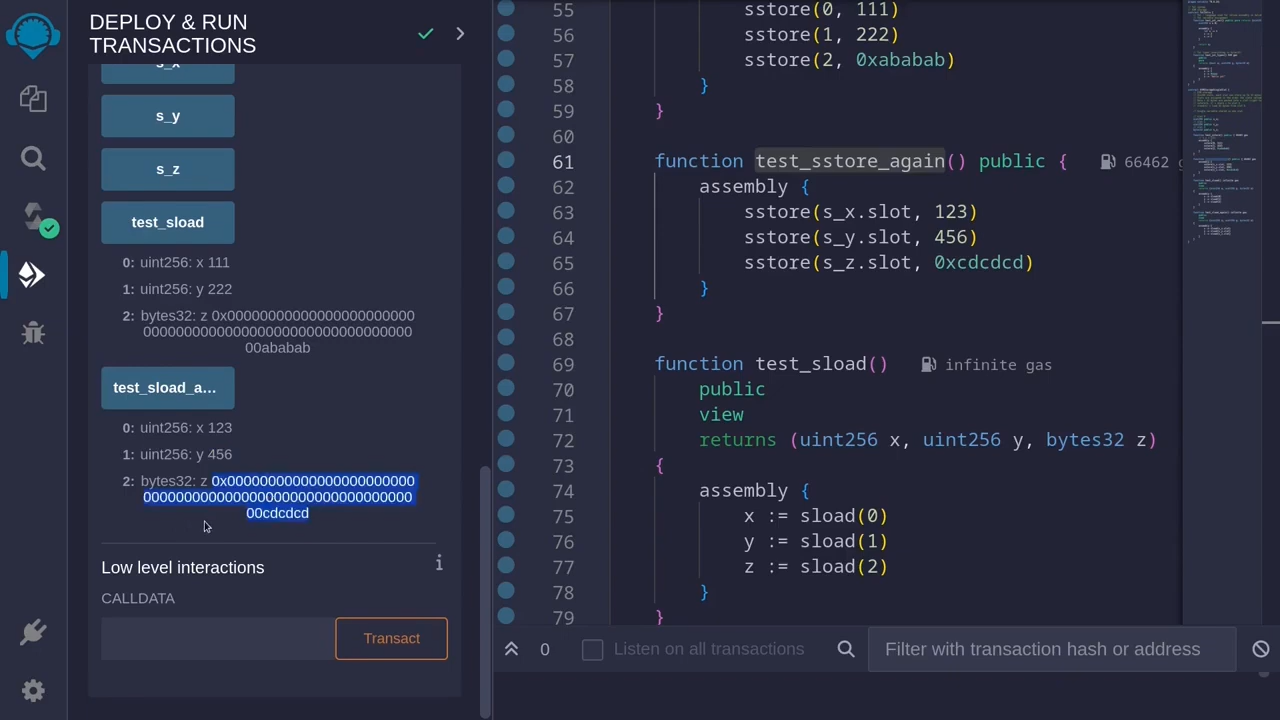 DEPLOY & RUN
TRANSACTIONS
s_x
s_y
s_z
test_sload
0: uint256: x 111
1: uint256: y 222
2: bytes32: z 0x00000000000000000000000
000000000000000000000000000000000
00ababab
test_sload_a...
0: uint256: x 123
1: uint256: y 456
2: bytes32: z 0x00000000000000000000000
000000000000000000000000000000000
00cdcdcd
Low level interactions
CALLDATA
Transact
55 sstore(0, 111)
56 sstore(1, 222)
57 sstore(2, 0xababab)
58 }
59 }
60
61 function test_sstore_again() public { 66462 g
62 assembly {
63 sstore(s_x.slot, 123)
64 sstore(s_y.slot, 456)
65 sstore(s_z.slot, 0xcdcdcd)
66 }
67 }
68
69 function test_sload() infinite gas
70 public
71 view
72 returns (uint256 x, uint256 y, bytes32 z)
73 {
74 assembly {
75 x := sload(0)
76 y := sload(1)
77 z := sload(2)
78 }
79 }
0 Listen on all transactions Filter with transaction hash or address